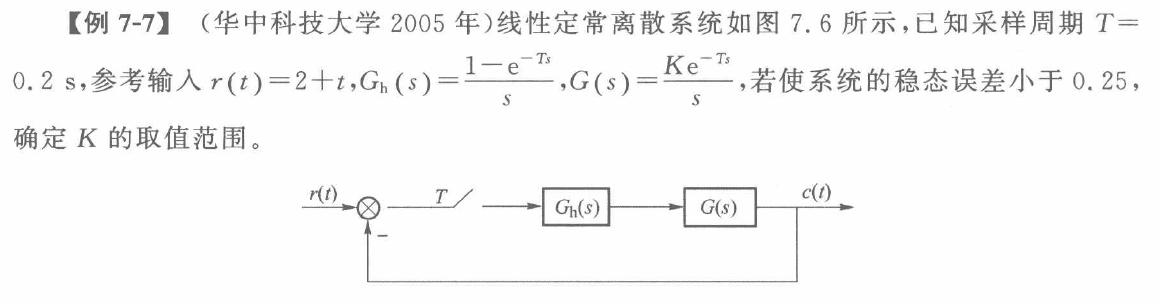 【例 7-7】 (华中科技大学 2005 年)线性定常离散系统如图 7.6 所示,已知采样周期 T=
0.2 s,参考输入 r(t)=2+t,G_h(s)=\frac{1-e^{-Ts}}{s},G(s)=\frac{Ke^{-Ts}}{s},若使系统的稳态误差小于 0.25,
确定 K 的取值范围。
r(t) T G_h(s) G(s) c(t)
−